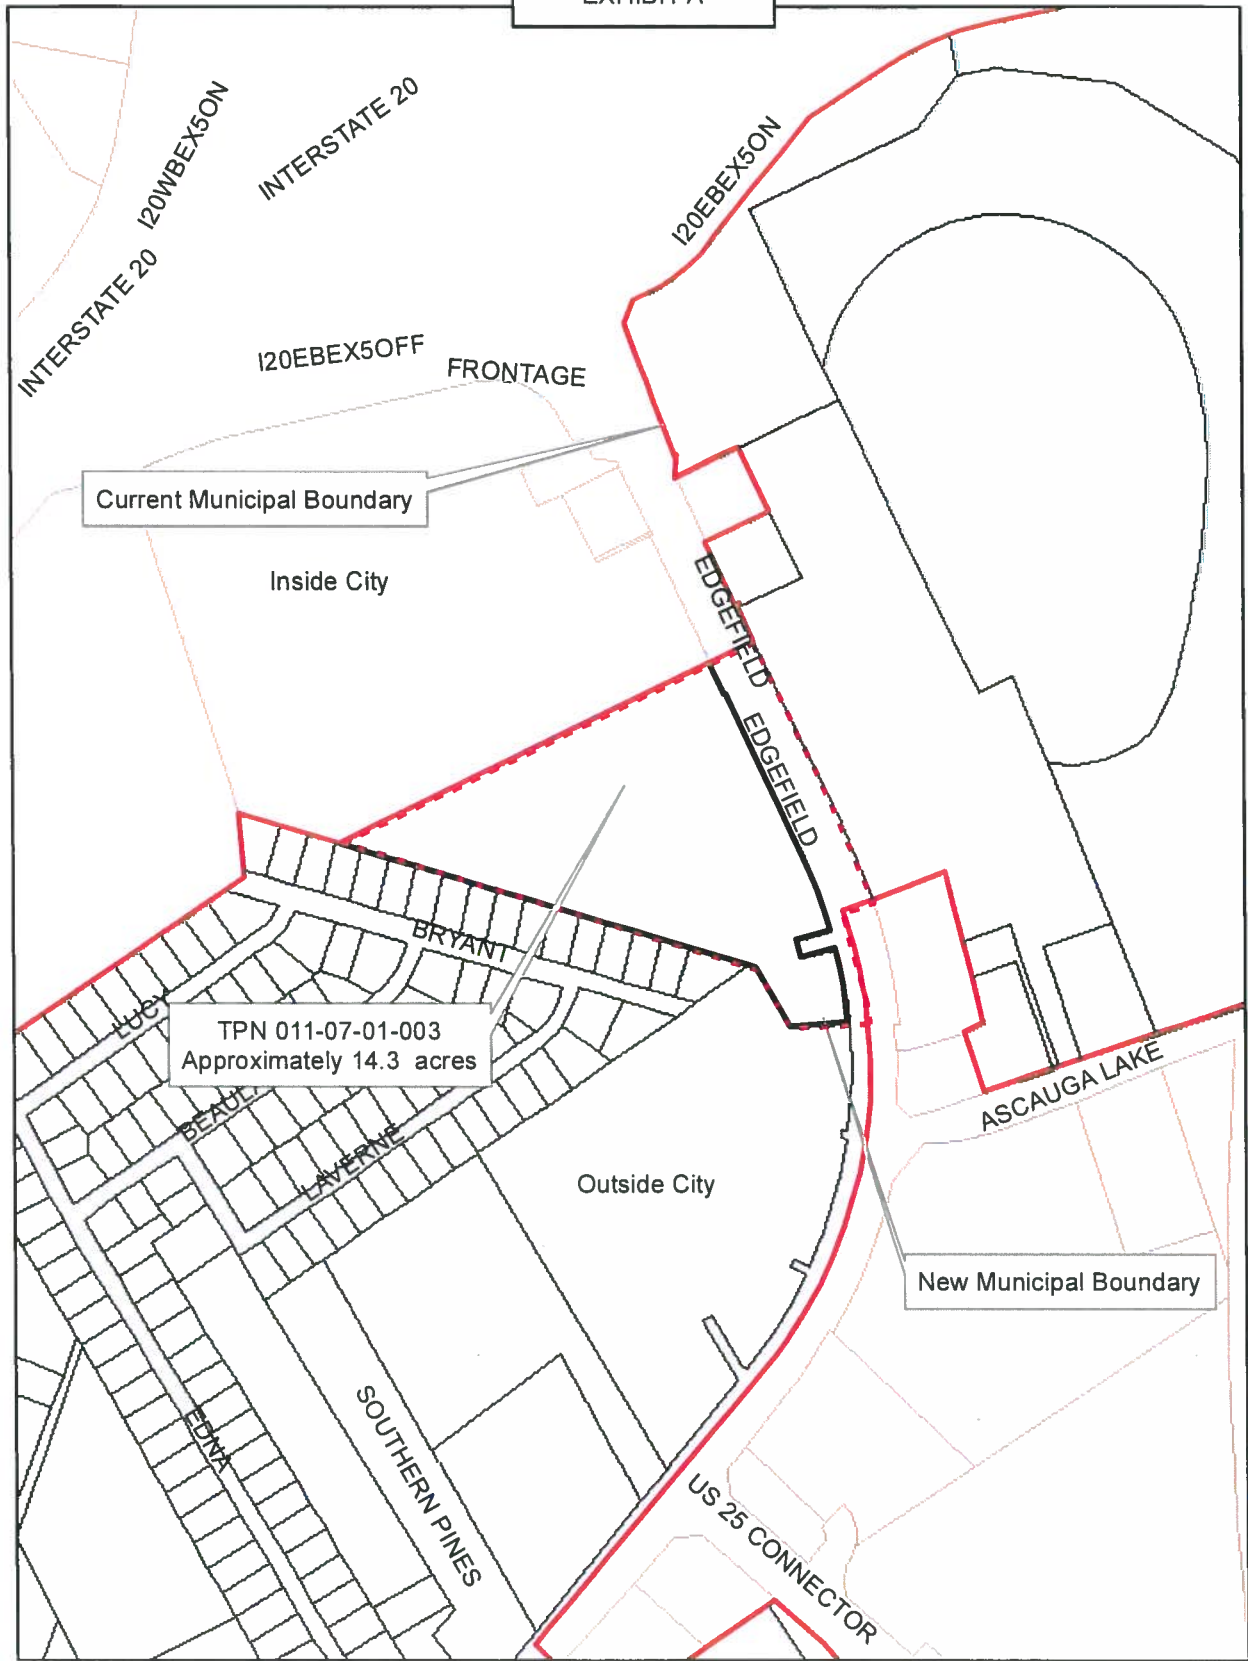 EXHIBIT A
I20WBEX5ON
INTERSTATE 20
I20EBEX5ON
INTERSTATE 20
I20EBEX5OFF
FRONTAGE
Current Municipal Boundary
Inside City
EDGEFIELD
EDGEFIELD
BRYANT
LUCY
TPN 011-07-01-003
Approximately 14.3 acres
ASCAUGA LAKE
LAVERNE
Outside City
New Municipal Boundary
EDNA
SOUTHERN PINES
US 25 CONNECTOR